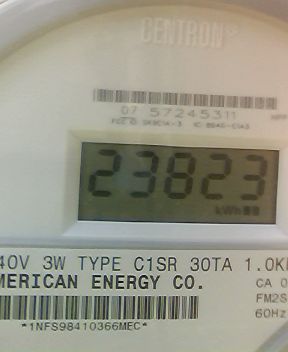 CENTRON®
07 57245311
23823
kWh
40V 3W TYPE C1SR 30TA 1.0K
MERICAN ENERGY CO.
CA 0
FM2S
60Hz
*1NFS98410366MEC*